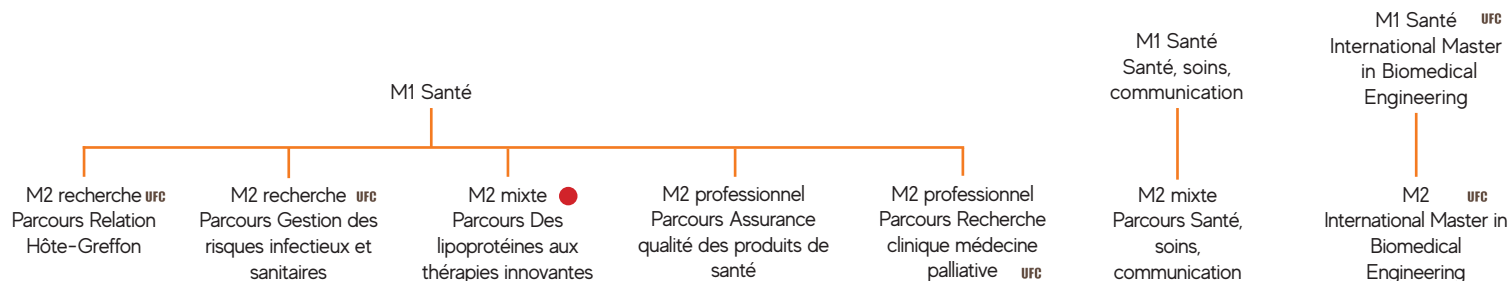 M1 Santé
M2 recherche UFC
Parcours Relation
Hôte-Greffon
M2 recherche UFC
Parcours Gestion des
risques infectieux et
sanitaires
M2 mixte
Parcours Des
lipoprotéines aux
thérapies innovantes
M2 professionnel
Parcours Assurance
qualité des produits de
santé
M2 professionnel
Parcours Recherche
clinique médecine
palliative UFC
M1 Santé
Santé, soins,
communication
M2 mixte
Parcours Santé,
soins,
communication
M1 Santé UFC
International Master
in Biomedical
Engineering
M2 UFC
International Master in
Biomedical
Engineering